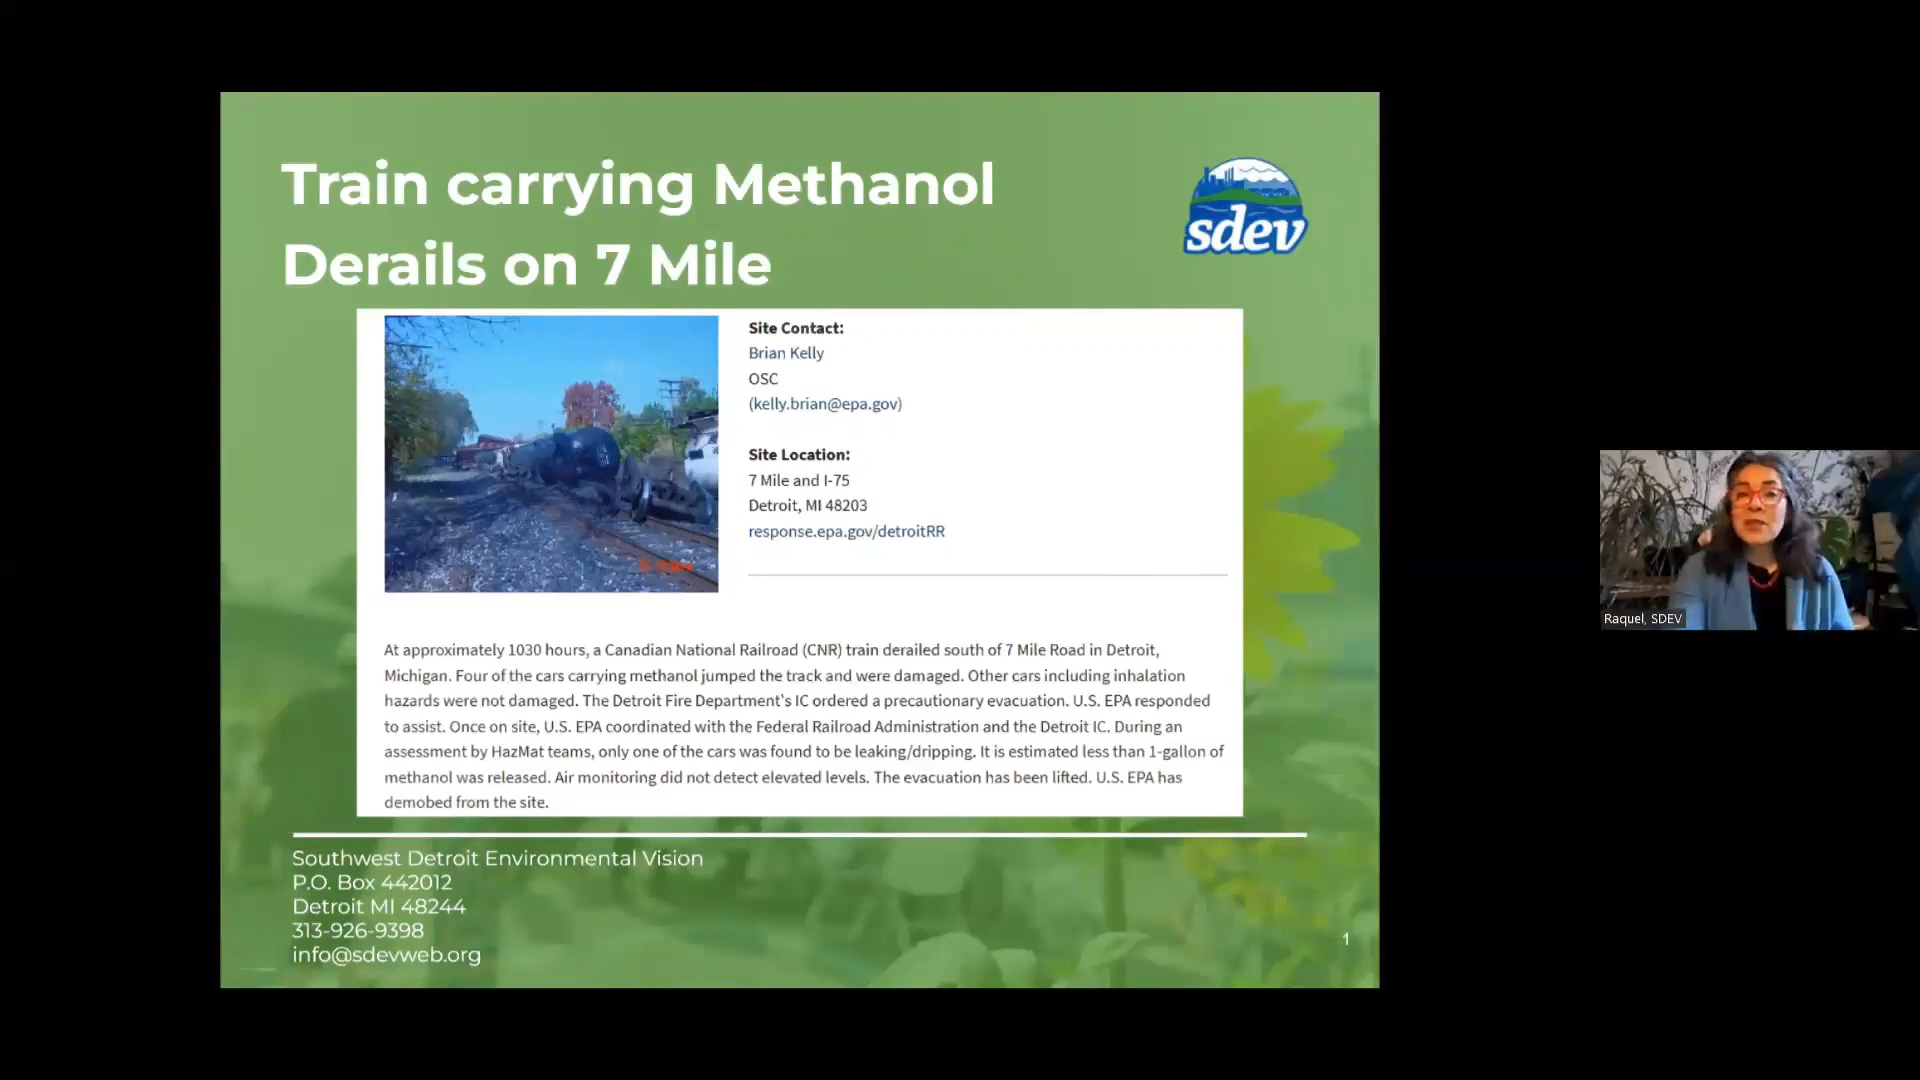 Train carrying Methanol
Derails on 7 Mile
sdev
Site Contact:
Brian Kelly
OSC
(kelly.brian@epa.gov)
Site Location:
7 Mile and I-75
Detroit, MI 48203
response.epa.gov/detroitRR
At approximately 1030 hours, a Canadian National Railroad (CNR) train derailed south of 7 Mile Road in Detroit,
Michigan. Four of the cars carrying methanol jumped the track and were damaged. Other cars including inhalation
hazards were not damaged. The Detroit Fire Department's IC ordered a precautionary evacuation. U.S. EPA responded
to assist. Once on site, U.S. EPA coordinated with the Federal Railroad Administration and the Detroit IC. During an
assessment by HazMat teams, only one of the cars was found to be leaking/dripping. It is estimated less than 1-gallon of
methanol was released. Air monitoring did not detect elevated levels. The evacuation has been lifted. U.S. EPA has
demobed from the site.
Southwest Detroit Environmental Vision
P.O. Box 442012
Detroit MI 48244
313-926-9398
info@sdevweb.org
1
Raquel, SDEV